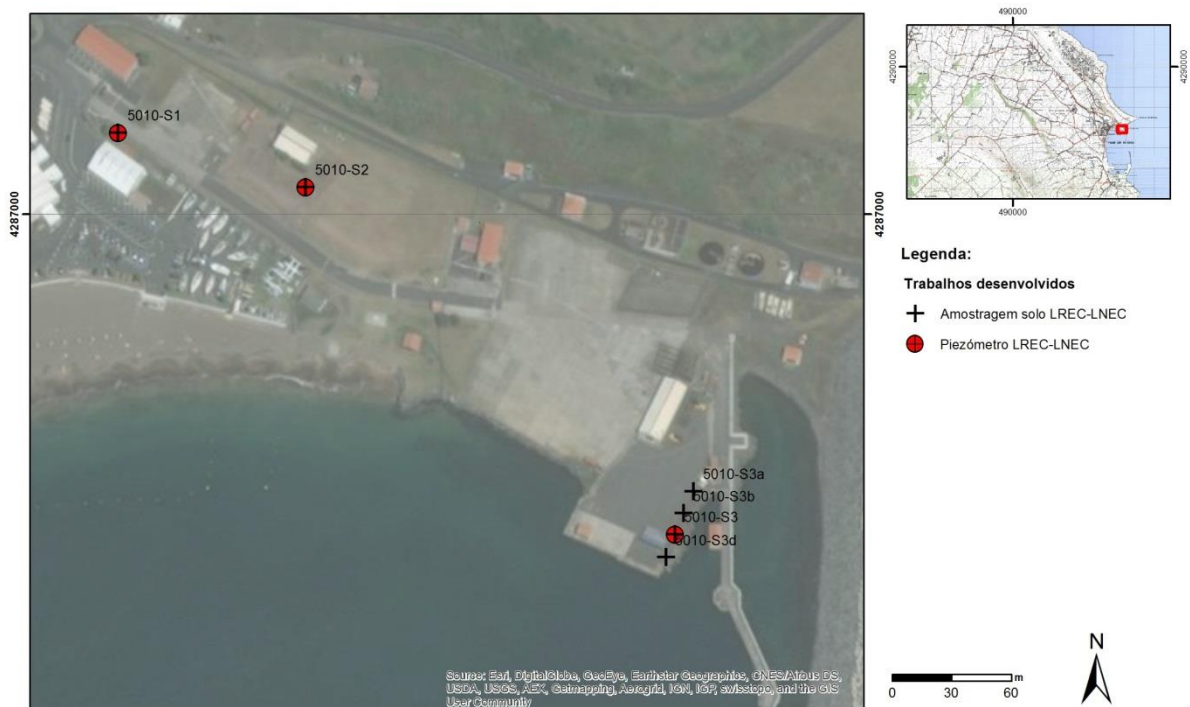 5010-S1
5010-S2
4287000
4287000
5010-S3a
5010-S3b
5010-S3
5010-S3d
Source: Esri, DigitalGlobe, GeoEye, Earthstar Geographics, CNES/Airbus DS,
USDA, USGS, AEX, Getmapping, Aerogrid, IGN, IGP, swisstopo, and the GIS
User Community
490000
4290000
4290000
490000
Legenda:
Trabalhos desenvolvidos
Amostragem solo LREC-LNEC
Piezómetro LREC-LNEC
0 30 60 m
N